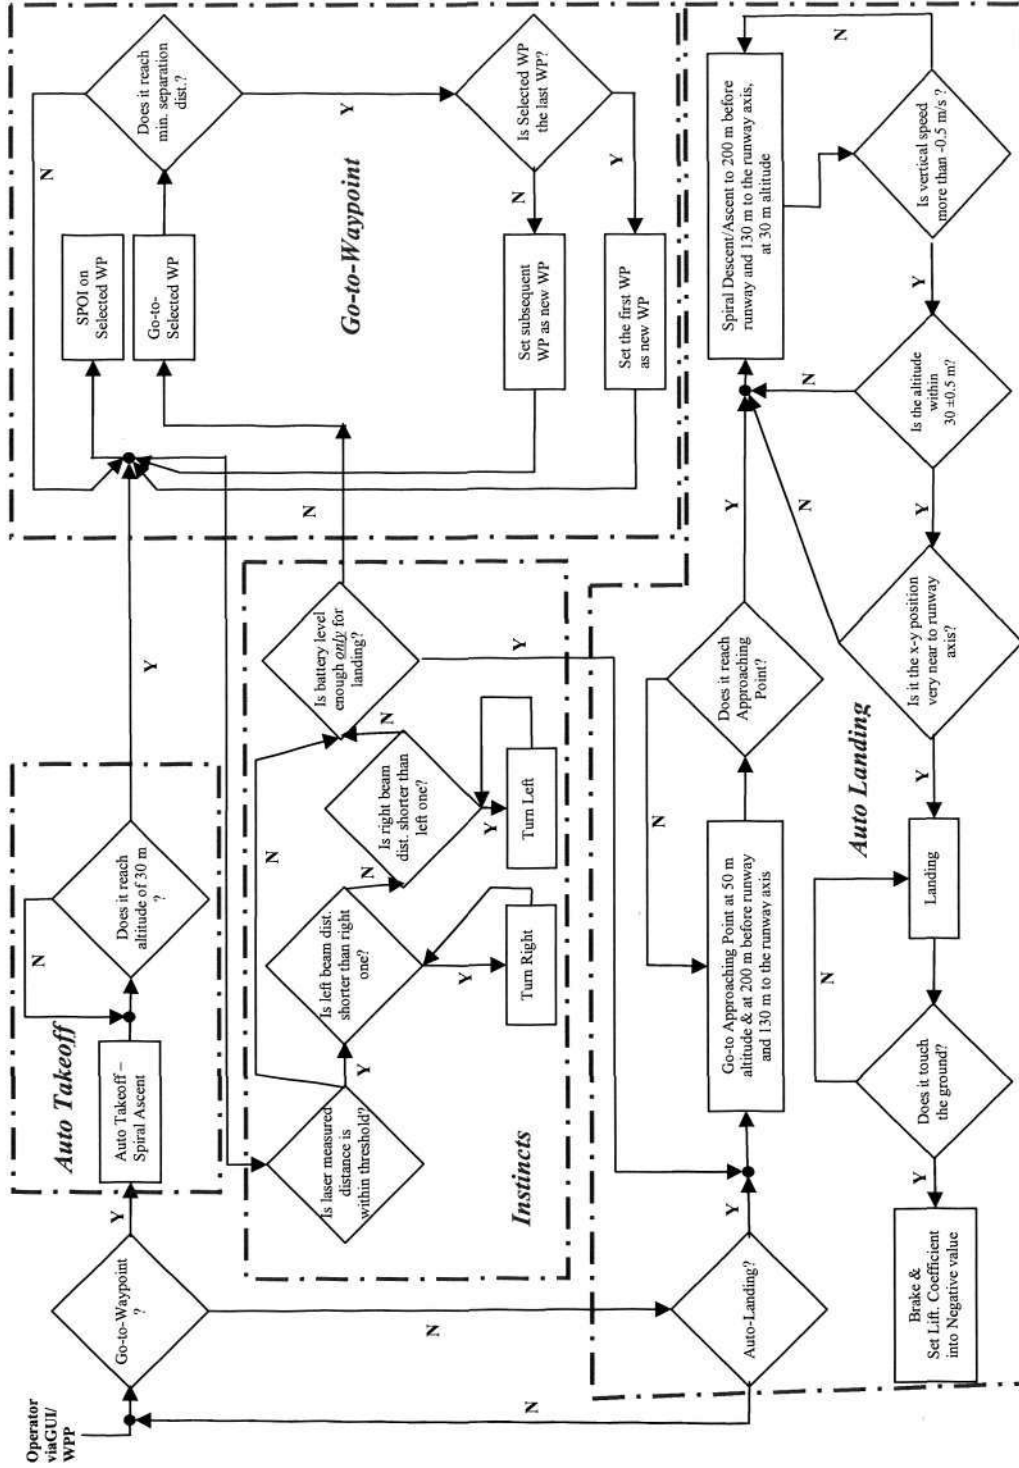 Operator
viaGUI/
WPP
Go-to-Waypoint
?
Y
N
Auto Takeoff
Auto Takeoff –
Spiral Ascent
N
Does it reach
altitude of 30 m
?
Y
N
SPOI on
Selected WP
Go-to-
Selected WP
Does it reach
min. separation
dist.?
Y
Go-to-Waypoint
Is Selected WP
the last WP?
N
Y
Set subsequent
WP as new WP
Set the first WP
as new WP
N
Instincts
Is laser measured
distance is
within threshold?
Y
N
Is left beam dist.
shorter than right
one?
Y
N
Turn Right
Is right beam
dist. shorter than
left one?
Y
N
Turn Left
Is battery level
enough only for
landing?
Y
Auto-Landing?
N
Y
Go-to Approaching Point at 50 m
altitude & at 200 m before runway
and 130 m to the runway axis
N
Does it reach
Approaching
Point?
Y
Spiral Descent/Ascent to 200 m before
runway and 130 m to the runway axis,
at 30 m altitude
N
Is vertical speed
more than -0.5 m/s ?
Y
Is the altitude
within
30 ±0.5 m?
N
Y
Is it the x-y position
very near to runway
axis?
N
Y
Auto Landing
Landing
N
Does it touch
the ground?
Y
Brake &
Set Lift. Coefficient
into Negative value